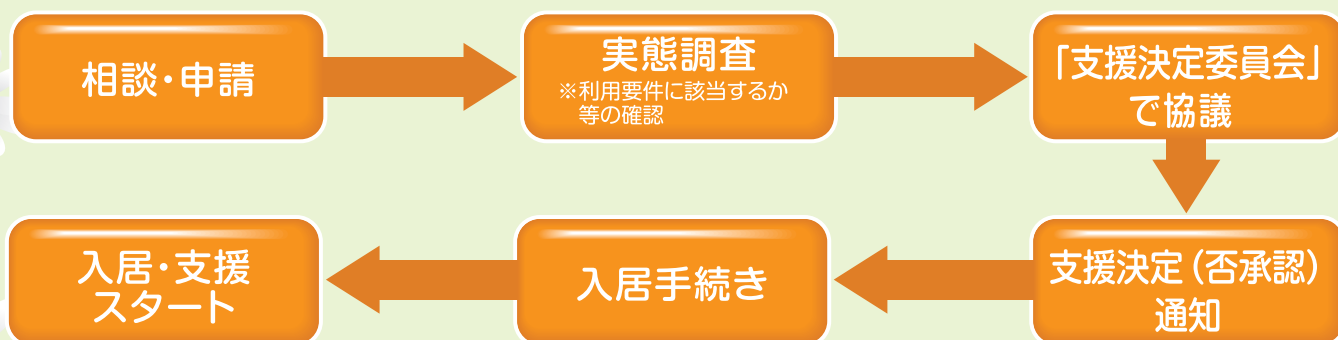 相談・申請
実態調査
※利用要件に該当するか
等の確認
「支援決定委員会」
で協議
支援決定（否承認）
通知
入居手続き
入居・支援
スタート